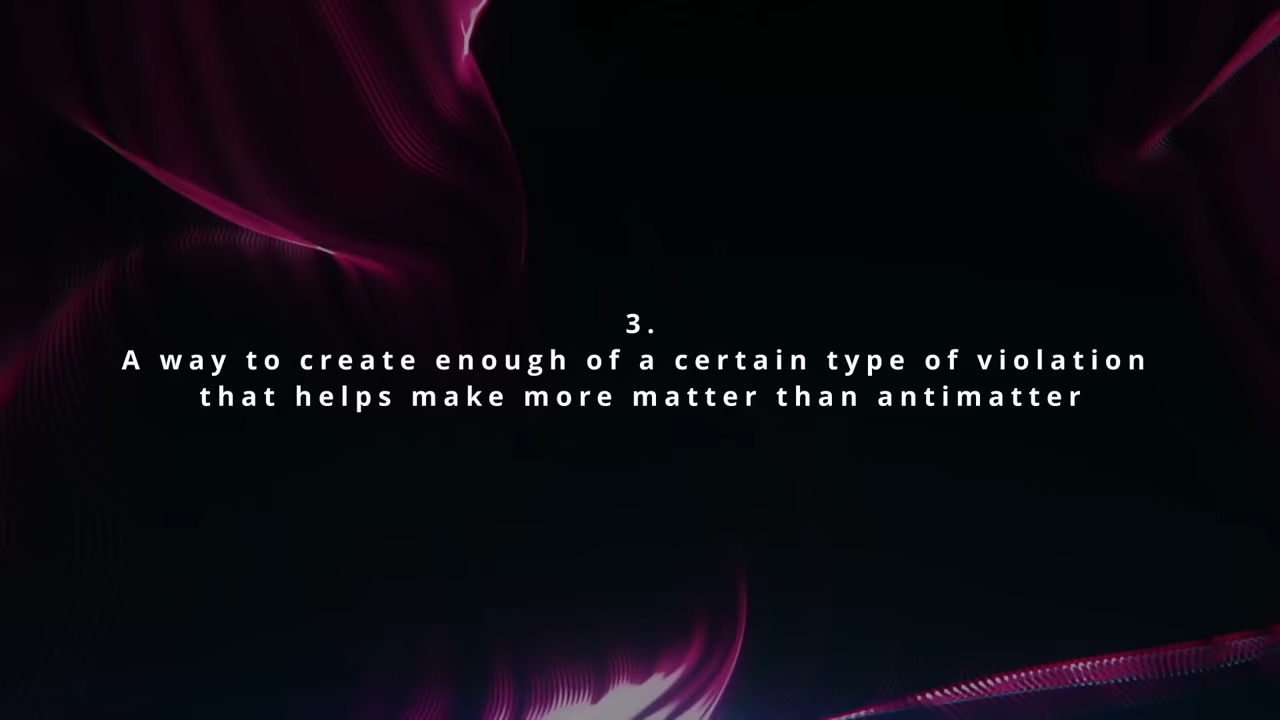 3.
A way to create enough of a certain type of violation
that helps make more matter than antimatter